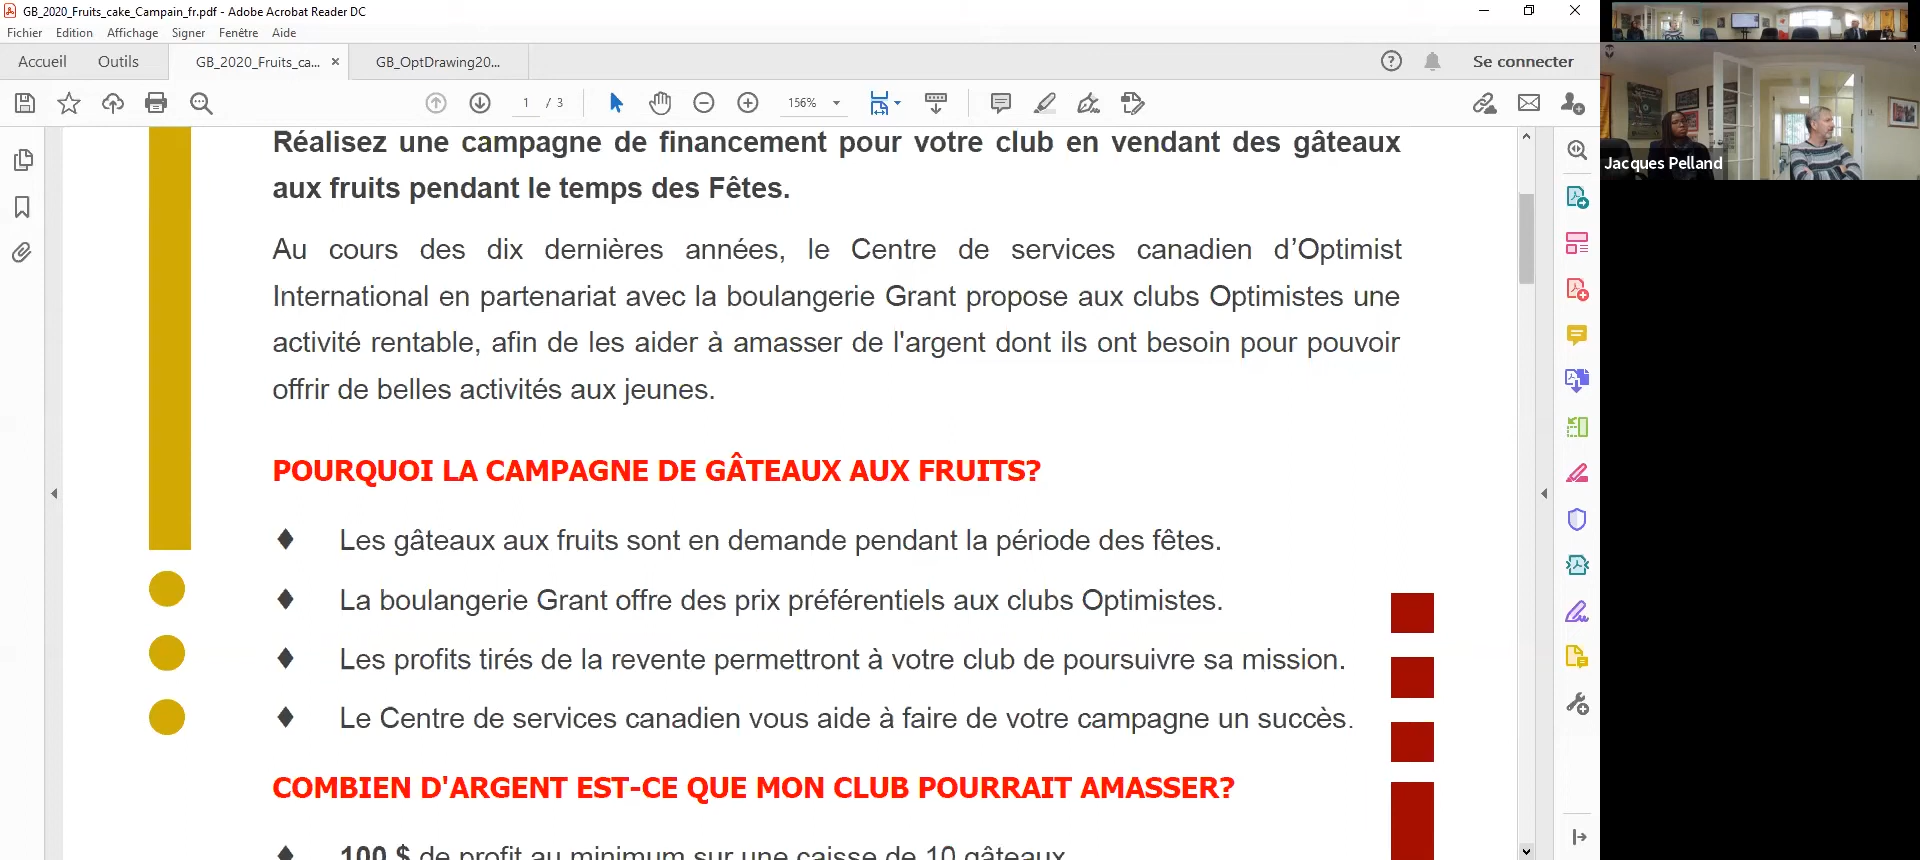 GB_2020_Fruits_cake_Campain_fr.pdf - Adobe Acrobat Reader DC
Fichier Edition Affichage Signer Fenêtre Aide
Accueil Outils GB_2020_Fruits_ca... × GB_OptDrawing20... Se connecter
1 / 3 156%
Jacques Pelland
Réalisez une campagne de financement pour votre club en vendant des gâteaux
aux fruits pendant le temps des Fêtes.
Au cours des dix dernières années, le Centre de services canadien d’Optimist
International en partenariat avec la boulangerie Grant propose aux clubs Optimistes une
activité rentable, afin de les aider à amasser de l'argent dont ils ont besoin pour pouvoir
offrir de belles activités aux jeunes.
POURQUOI LA CAMPAGNE DE GÂTEAUX AUX FRUITS?
♦ Les gâteaux aux fruits sont en demande pendant la période des fêtes.
♦ La boulangerie Grant offre des prix préférentiels aux clubs Optimistes.
♦ Les profits tirés de la revente permettront à votre club de poursuivre sa mission.
♦ Le Centre de services canadien vous aide à faire de votre campagne un succès.
COMBIEN D'ARGENT EST-CE QUE MON CLUB POURRAIT AMASSER?
♦ 100 $ de profit au minimum sur une caisse de 10 gâteaux